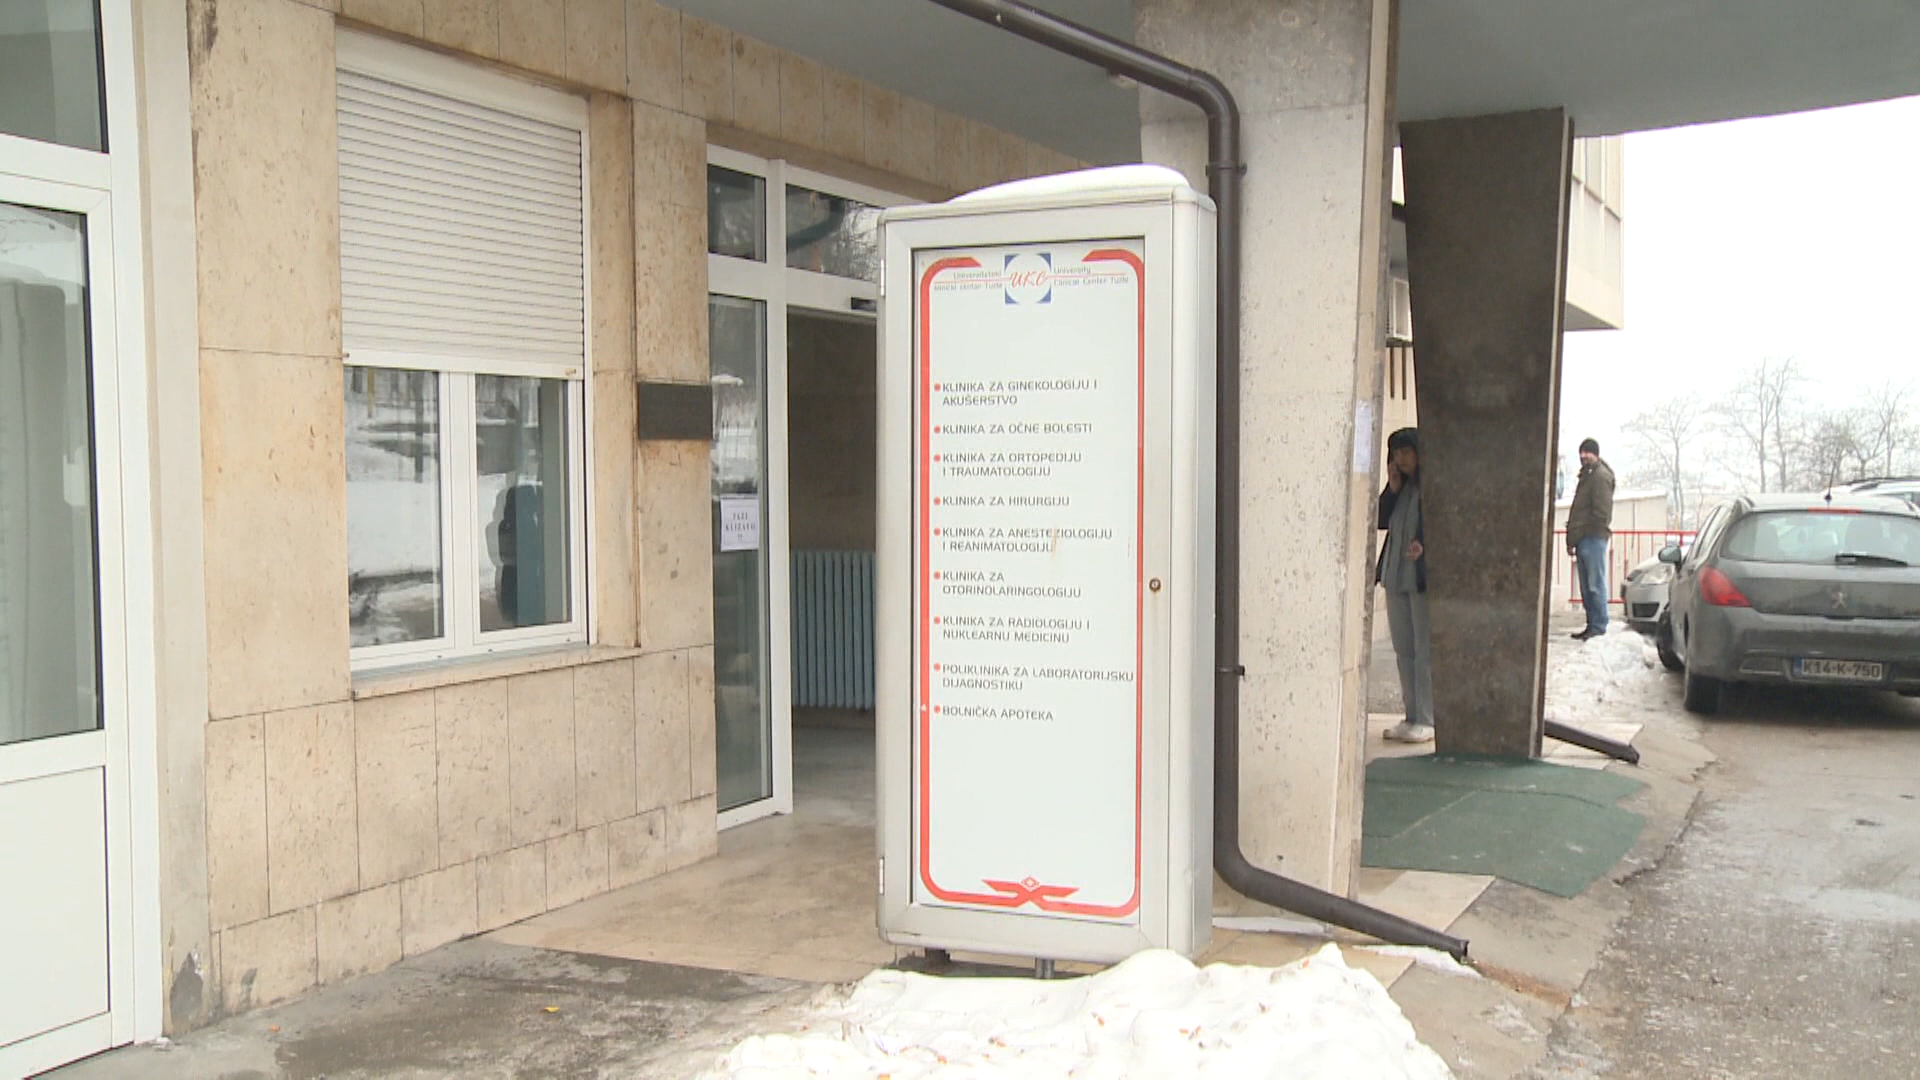 Univerzitetski
klinički centar Tuzla
UKC
University
Clinical Center Tuzla
KLINIKA ZA GINEKOLOGIJU I
AKUŠERSTVO
KLINIKA ZA OČNE BOLESTI
KLINIKA ZA ORTOPEDIJU
I TRAUMATOLOGIJU
KLINIKA ZA HIRURGIJU
KLINIKA ZA ANESTEZIOLOGIJU
I REANIMATOLOGIJU
KLINIKA ZA
OTORINOLARINGOLOGIJU
KLINIKA ZA RADIOLOGIJU I
NUKLEARNU MEDICINU
POLIKLINIKA ZA LABORATORIJSKU
DIJAGNOSTIKU
BOLNIČKA APOTEKA
K14-K-750